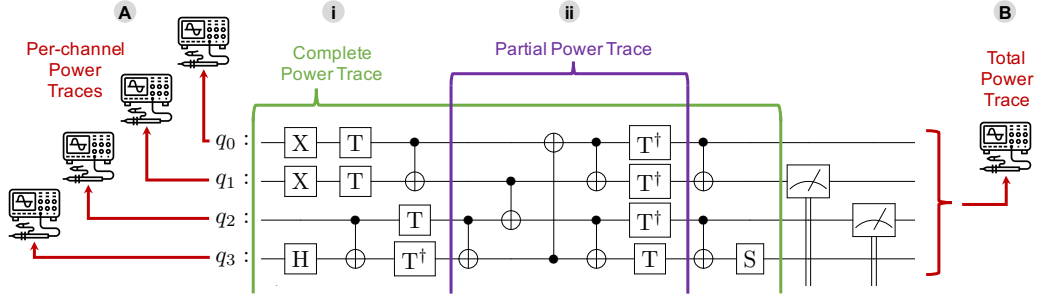 A
i
ii
B
Per-channel
Power
Traces
Complete
Power Trace
Partial Power Trace
Total
Power
Trace
q₀ : X T T†
q₁ : X T T†
q₂ : T T†
q₃ : H T† T S